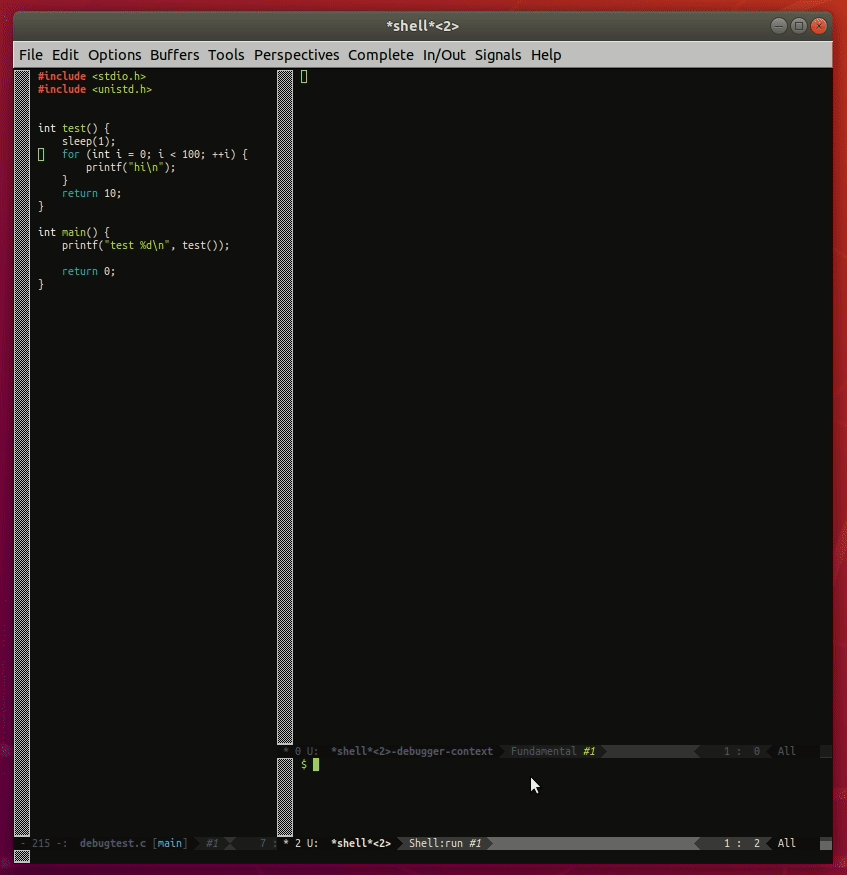 *shell*<2>
File Edit Options Buffers Tools Perspectives Complete In/Out Signals Help
#include <stdio.h>
#include <unistd.h>
int test() {
sleep(1);
for (int i = 0; i < 100; ++i) {
printf("hi\n");
}
return 10;
}
int main() {
printf("test %d\n", test());
return 0;
}
* 0 U: *shell*<2>-debugger-context Fundamental #1 1 : 0 All
$
- 215 -: debugtest.c [main] #1 7 :
* 2 U: *shell*<2> Shell:run #1 1 : 2 All